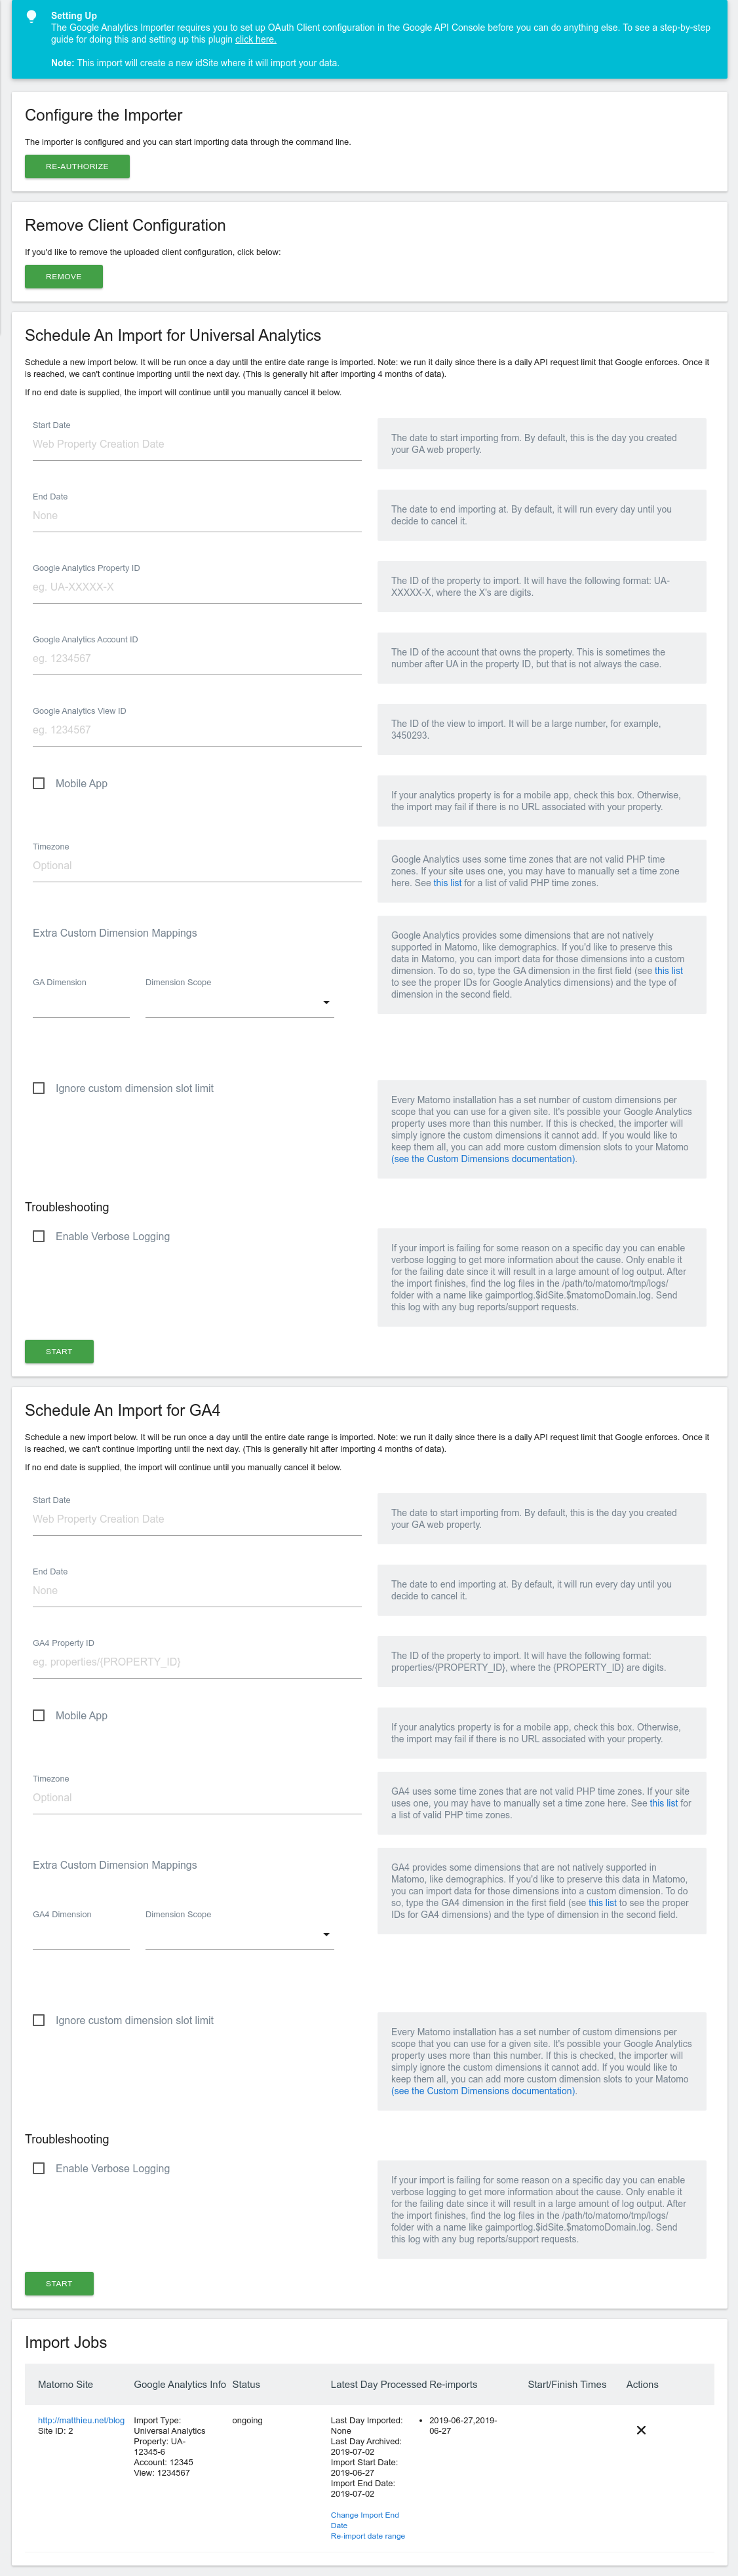 Setting Up
The Google Analytics Importer requires you to set up OAuth Client configuration in the Google API Console before you can do anything else. To see a step-by-step
guide for doing this and setting up this plugin click here.
Note: This import will create a new idSite where it will import your data.
Configure the Importer
The importer is configured and you can start importing data through the command line.
RE-AUTHORIZE
Remove Client Configuration
If you'd like to remove the uploaded client configuration, click below:
REMOVE
Schedule An Import for Universal Analytics
Schedule a new import below. It will be run once a day until the entire date range is imported. Note: we run it daily since there is a daily API request limit that Google enforces. Once it
is reached, we can't continue importing until the next day. (This is generally hit after importing 4 months of data).
If no end date is supplied, the import will continue until you manually cancel it below.
Start Date
Web Property Creation Date
The date to start importing from. By default, this is the day you created
your GA web property.
End Date
None
The date to end importing at. By default, it will run every day until you
decide to cancel it.
Google Analytics Property ID
eg. UA-XXXXX-X
The ID of the property to import. It will have the following format: UA-
XXXXX-X, where the X's are digits.
Google Analytics Account ID
eg. 1234567
The ID of the account that owns the property. This is sometimes the
number after UA in the property ID, but that is not always the case.
Google Analytics View ID
eg. 1234567
The ID of the view to import. It will be a large number, for example,
3450293.
Mobile App
If your analytics property is for a mobile app, check this box. Otherwise,
the import may fail if there is no URL associated with your property.
Timezone
Optional
Google Analytics uses some time zones that are not valid PHP time
zones. If your site uses one, you may have to manually set a time zone
here. See this list for a list of valid PHP time zones.
Extra Custom Dimension Mappings
GA Dimension
Dimension Scope
Google Analytics provides some dimensions that are not natively
supported in Matomo, like demographics. If you'd like to preserve this
data in Matomo, you can import data for those dimensions into a custom
dimension. To do so, type the GA dimension in the first field (see this list
to see the proper IDs for Google Analytics dimensions) and the type of
dimension in the second field.
Ignore custom dimension slot limit
Every Matomo installation has a set number of custom dimensions per
scope that you can use for a given site. It's possible your Google Analytics
property uses more than this number. If this is checked, the importer will
simply ignore the custom dimensions it cannot add. If you would like to
keep them all, you can add more custom dimension slots to your Matomo
(see the Custom Dimensions documentation).
Troubleshooting
Enable Verbose Logging
If your import is failing for some reason on a specific day you can enable
verbose logging to get more information about the cause. Only enable it
for the failing date since it will result in a large amount of log output. After
the import finishes, find the log files in the /path/to/matomo/tmp/logs/
folder with a name like gaimportlog.$idSite.$matomoDomain.log. Send
this log with any bug reports/support requests.
START
Schedule An Import for GA4
Schedule a new import below. It will be run once a day until the entire date range is imported. Note: we run it daily since there is a daily API request limit that Google enforces. Once it
is reached, we can't continue importing until the next day. (This is generally hit after importing 4 months of data).
If no end date is supplied, the import will continue until you manually cancel it below.
Start Date
Web Property Creation Date
The date to start importing from. By default, this is the day you created
your GA web property.
End Date
None
The date to end importing at. By default, it will run every day until you
decide to cancel it.
GA4 Property ID
eg. properties/{PROPERTY_ID}
The ID of the property to import. It will have the following format:
properties/{PROPERTY_ID}, where the {PROPERTY_ID} are digits.
Mobile App
If your analytics property is for a mobile app, check this box. Otherwise,
the import may fail if there is no URL associated with your property.
Timezone
Optional
GA4 uses some time zones that are not valid PHP time zones. If your site
uses one, you may have to manually set a time zone here. See this list for
a list of valid PHP time zones.
Extra Custom Dimension Mappings
GA4 Dimension
Dimension Scope
GA4 provides some dimensions that are not natively supported in
Matomo, like demographics. If you'd like to preserve this data in Matomo,
you can import data for those dimensions into a custom dimension. To do
so, type the GA4 dimension in the first field (see this list to see the proper
IDs for GA4 dimensions) and the type of dimension in the second field.
Ignore custom dimension slot limit
Every Matomo installation has a set number of custom dimensions per
scope that you can use for a given site. It's possible your Google Analytics
property uses more than this number. If this is checked, the importer will
simply ignore the custom dimensions it cannot add. If you would like to
keep them all, you can add more custom dimension slots to your Matomo
(see the Custom Dimensions documentation).
Troubleshooting
Enable Verbose Logging
If your import is failing for some reason on a specific day you can enable
verbose logging to get more information about the cause. Only enable it
for the failing date since it will result in a large amount of log output. After
the import finishes, find the log files in the /path/to/matomo/tmp/logs/
folder with a name like gaimportlog.$idSite.$matomoDomain.log. Send
this log with any bug reports/support requests.
START
Import Jobs
Matomo Site Google Analytics Info Status Latest Day Processed Re-imports Start/Finish Times Actions
http://matthieu.net/blog
Site ID: 2
Import Type:
Universal Analytics
Property: UA-
12345-6
Account: 12345
View: 1234567
ongoing
Last Day Imported:
None
Last Day Archived:
2019-07-02
Import Start Date:
2019-06-27
Import End Date:
2019-07-02
Change Import End
Date
Re-import date range
• 2019-06-27,2019-
06-27